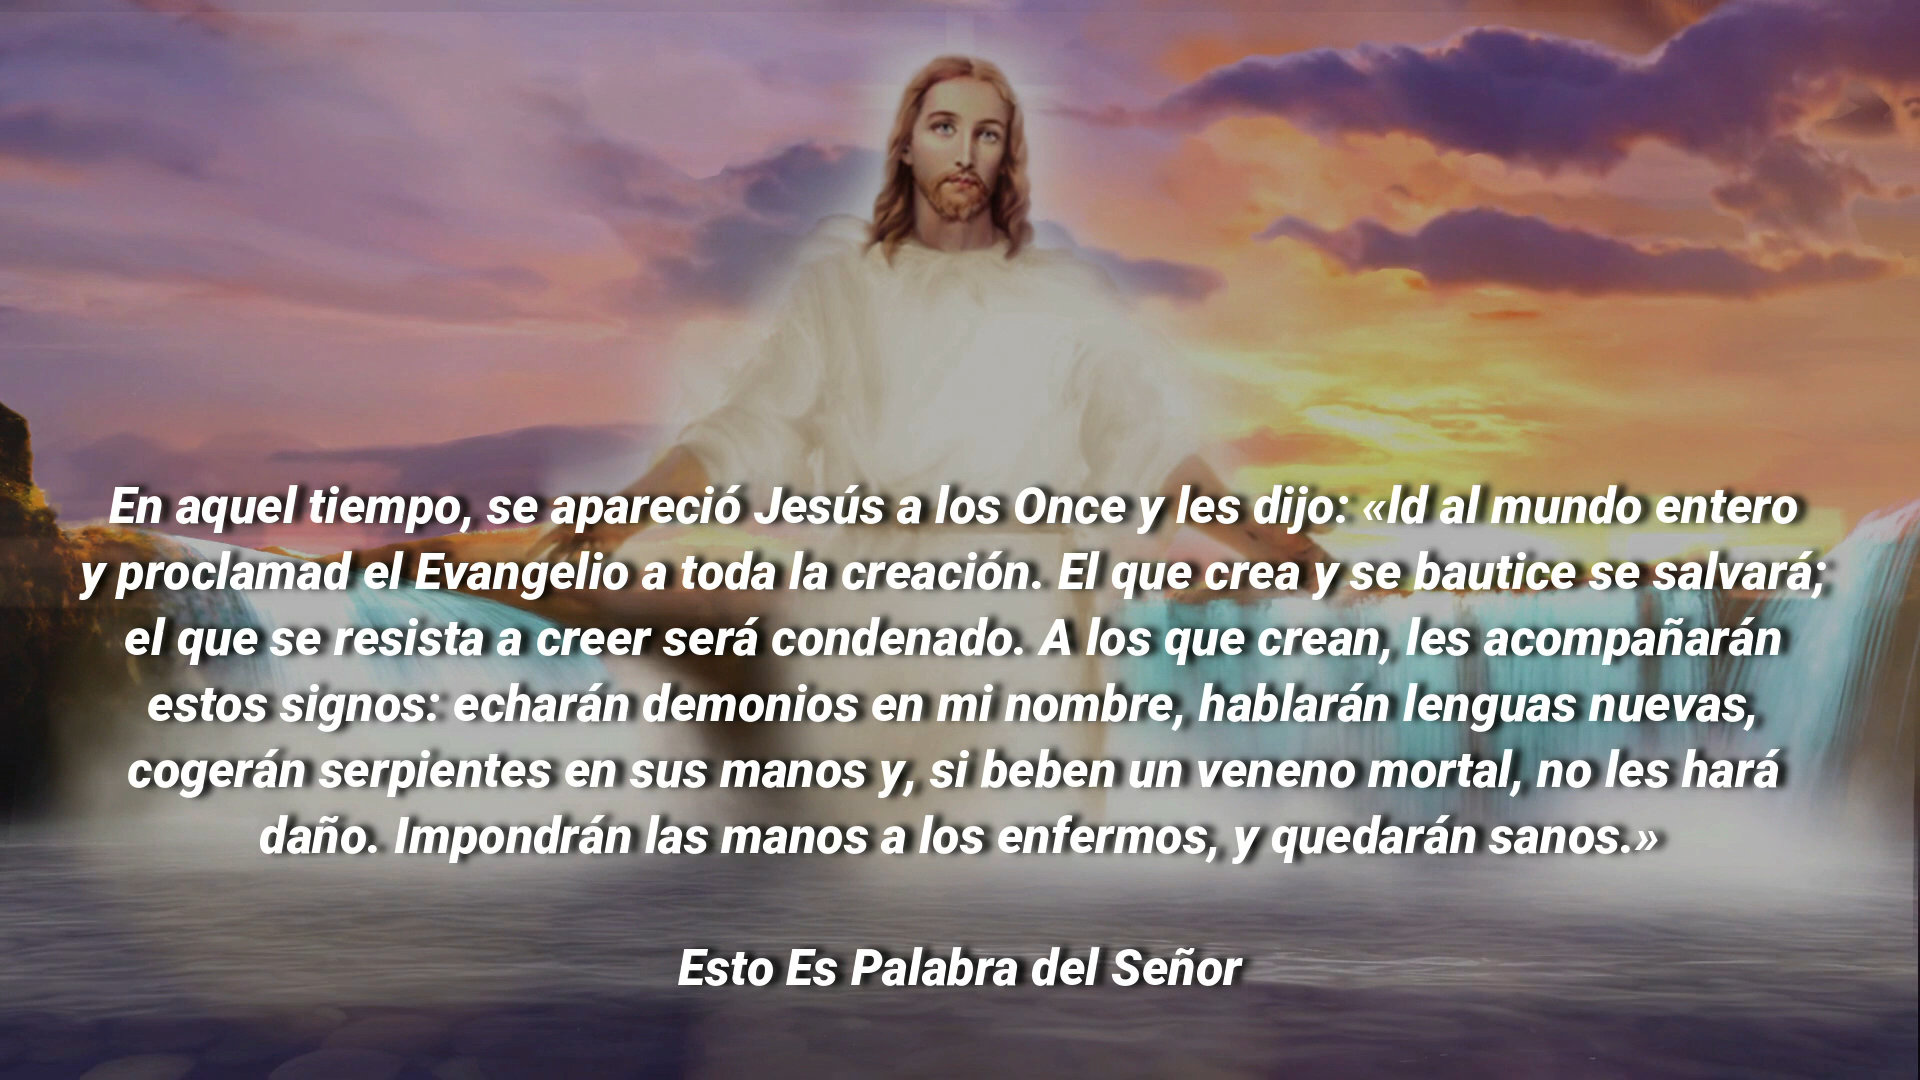 En aquel tiempo, se apareció Jesús a los Once y les dijo: «Id al mundo entero
y proclamad el Evangelio a toda la creación. El que crea y se bautice se salvará;
el que se resista a creer será condenado. A los que crean, les acompañarán
estos signos: echarán demonios en mi nombre, hablarán lenguas nuevas,
cogerán serpientes en sus manos y, si beben un veneno mortal, no les hará
daño. Impondrán las manos a los enfermos, y quedarán sanos.»
Esto Es Palabra del Señor